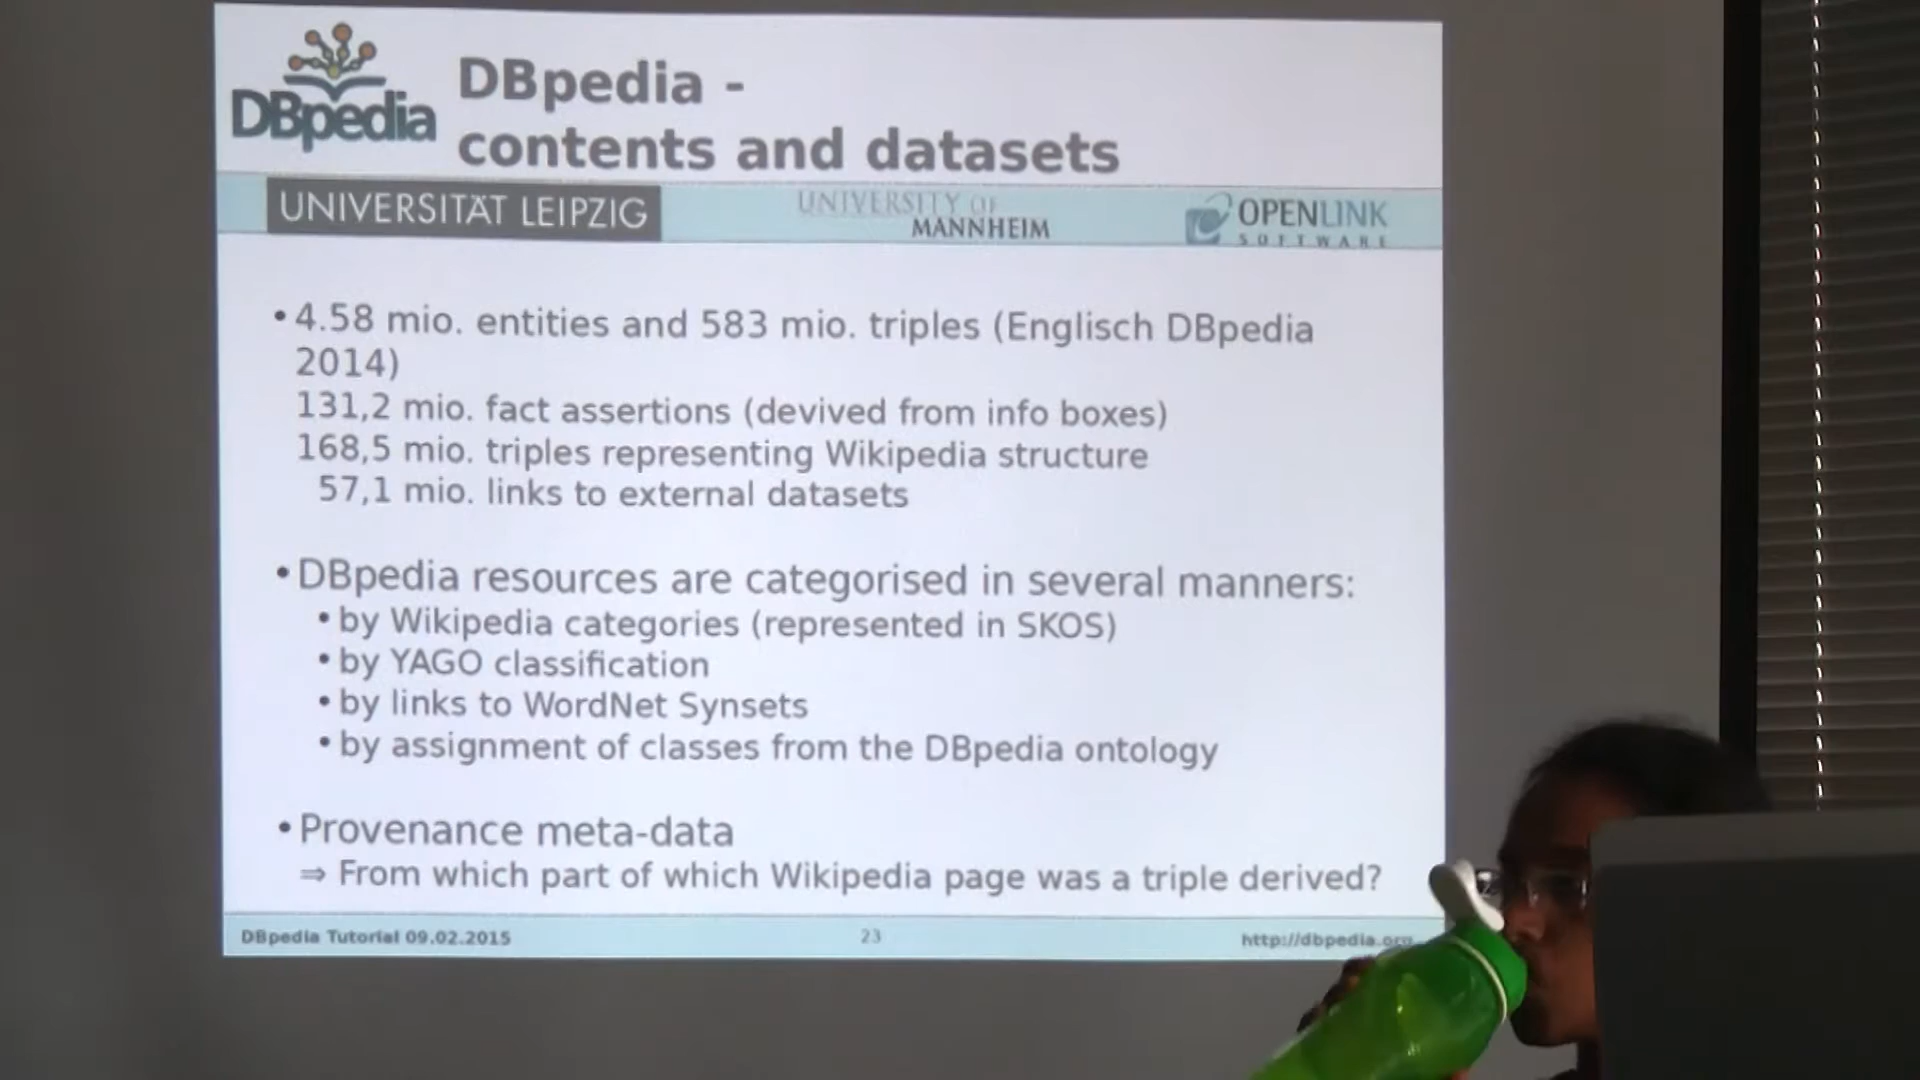 DBpedia
DBpedia -
contents and datasets
UNIVERSITÄT LEIPZIG
UNIVERSITY OF
MANNHEIM
OPENLINK
SOFTWARE
• 4.58 mio. entities and 583 mio. triples (Englisch DBpedia
2014)
131,2 mio. fact assertions (devived from info boxes)
168,5 mio. triples representing Wikipedia structure
57,1 mio. links to external datasets
• DBpedia resources are categorised in several manners:
• by Wikipedia categories (represented in SKOS)
• by YAGO classification
• by links to WordNet Synsets
• by assignment of classes from the DBpedia ontology
• Provenance meta-data
⇒ From which part of which Wikipedia page was a triple derived?
DBpedia Tutorial 09.02.2015
23
http://dbpedia.org